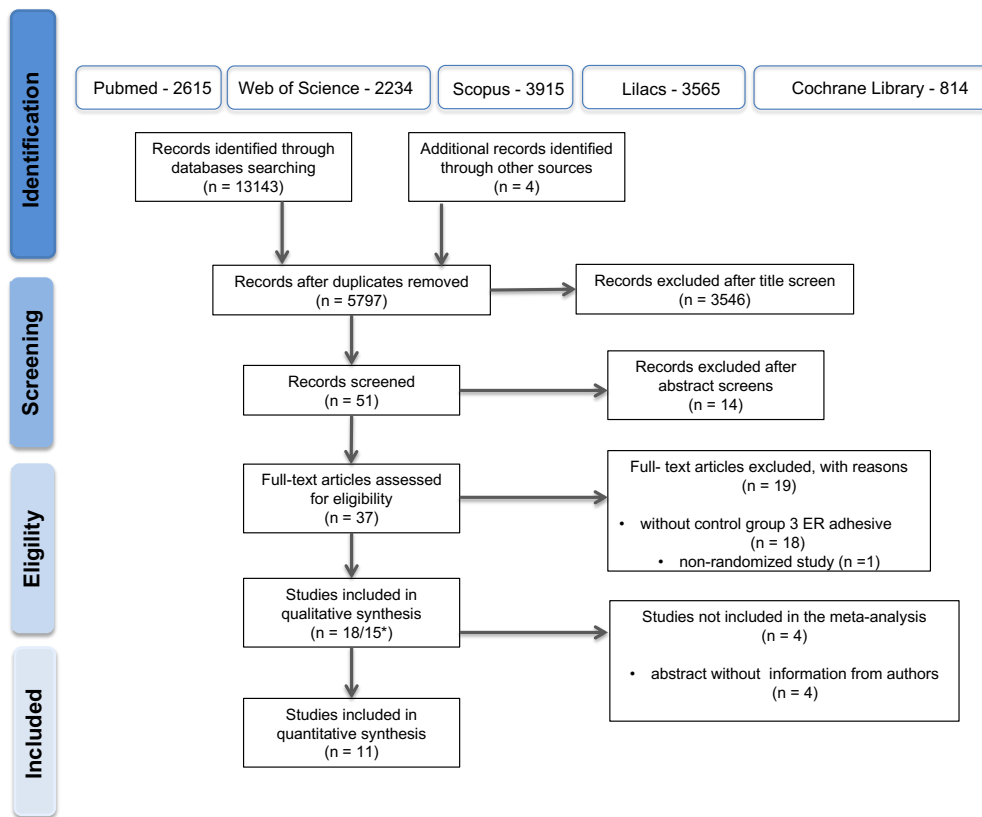 Identification
Pubmed - 2615
Web of Science - 2234
Scopus - 3915
Lilacs - 3565
Cochrane Library - 814
Records identified through
databases searching
(n = 13143)
Additional records identified
through other sources
(n = 4)
Records after duplicates removed
(n = 5797)
Records excluded after title screen
(n = 3546)
Screening
Records screened
(n = 51)
Records excluded after
abstract screens
(n = 14)
Eligibility
Full-text articles assessed
for eligibility
(n = 37)
Full- text articles excluded, with reasons
(n = 19)
• without control group 3 ER adhesive
(n = 18)
• non-randomized study (n =1)
Studies included in
qualitative synthesis
(n = 18/15*)
Studies not included in the meta-analysis
(n = 4)
• abstract without information from authors
(n = 4)
Included
Studies included in
quantitative synthesis
(n = 11)